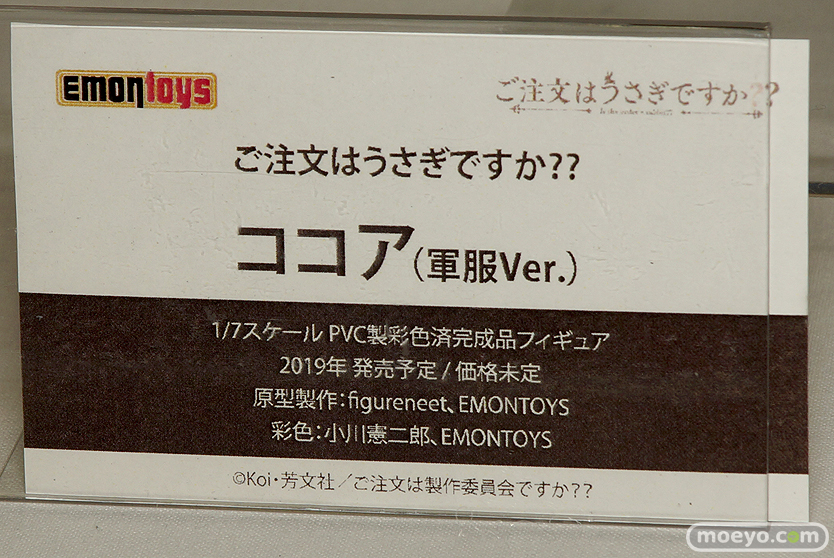 EMONtoys
ご注文はうさぎですか??
ご注文はうさぎですか??
ココア(軍服Ver.)
1/7スケール PVC製彩色済完成品フィギュア
2019年 発売予定 / 価格未定
原型製作:figureneet、EMONTOYS
彩色:小川憲二郎、EMONTOYS
©Koi・芳文社/ご注文は製作委員会ですか??
moeyo.com